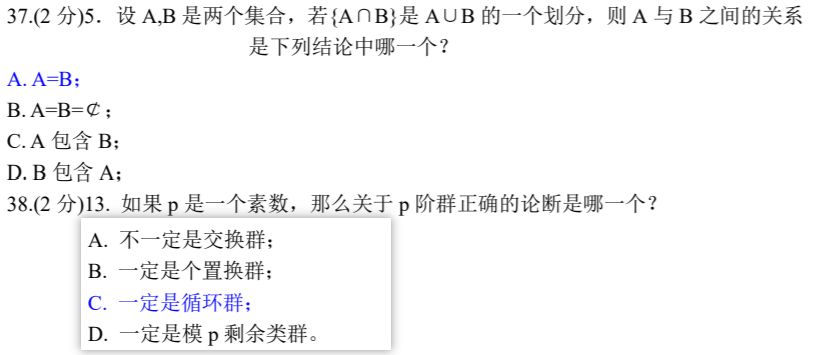 37.(2 分)5．设 A,B 是两个集合，若{A∩B}是 A∪B 的一个划分，则 A 与 B 之间的关系
是下列结论中哪一个？
A. A=B；
B. A=B=⊄；
C. A 包含 B；
D. B 包含 A；
38.(2 分)13. 如果 p 是一个素数，那么关于 p 阶群正确的论断是哪一个？
A. 不一定是交换群；
B. 一定是个置换群；
C. 一定是循环群；
D. 一定是模 p 剩余类群。